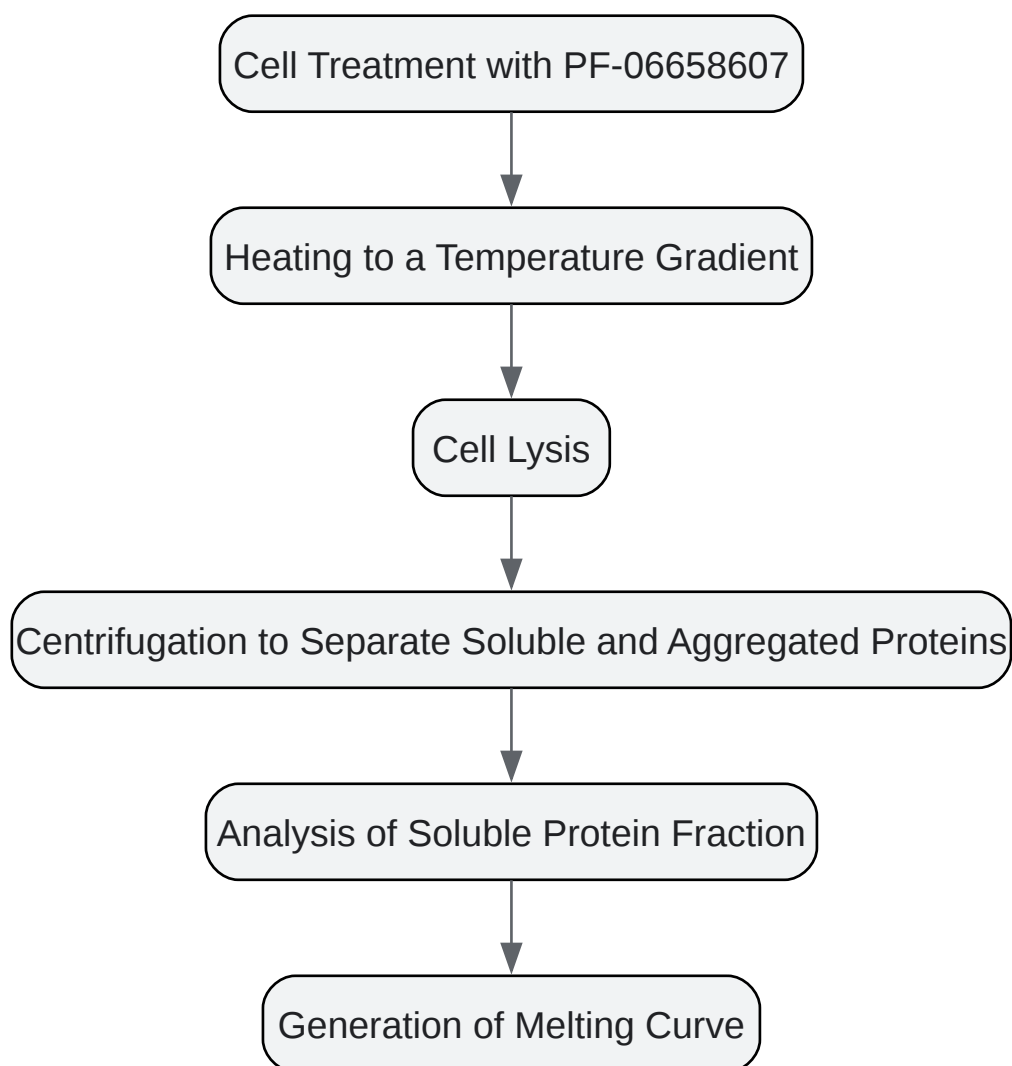 Cell Treatment with PF-06658607
Heating to a Temperature Gradient
Cell Lysis
Centrifugation to Separate Soluble and Aggregated Proteins
Analysis of Soluble Protein Fraction
Generation of Melting Curve